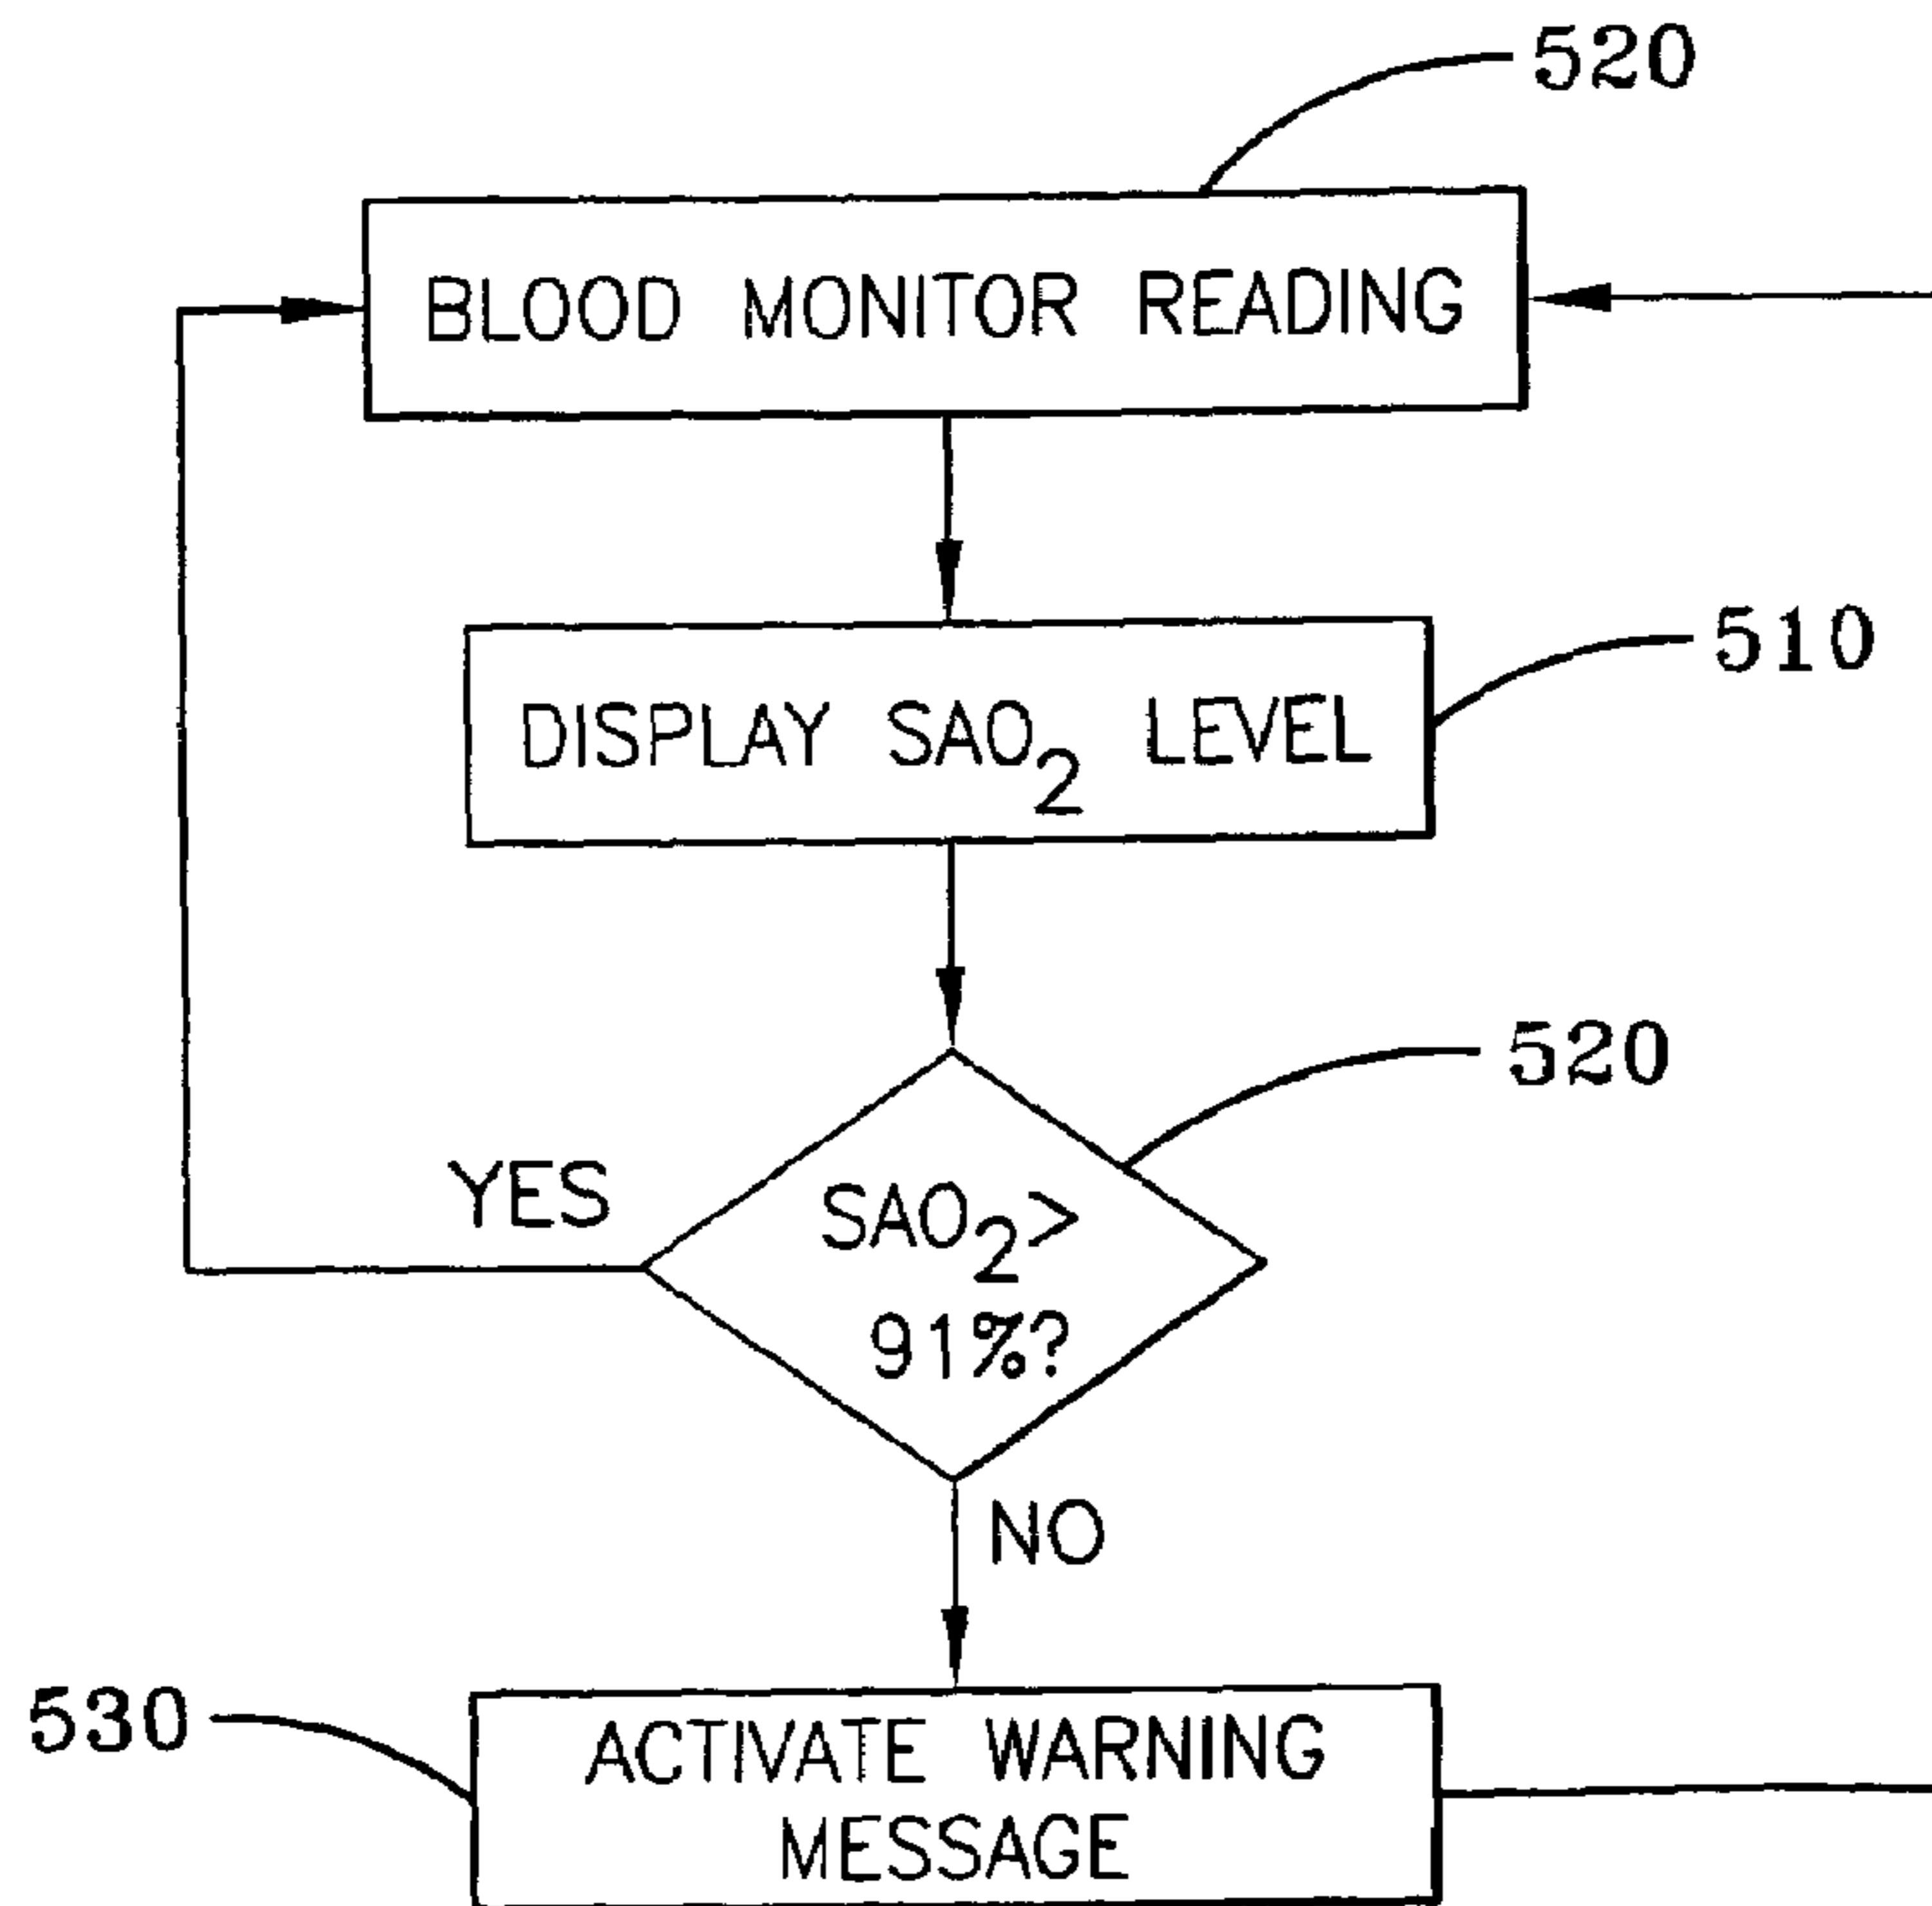 520
BLOOD MONITOR READING
510
DISPLAY SAO₂ LEVEL
520
YES
SAO₂>
91%?
NO
530
ACTIVATE WARNING
MESSAGE